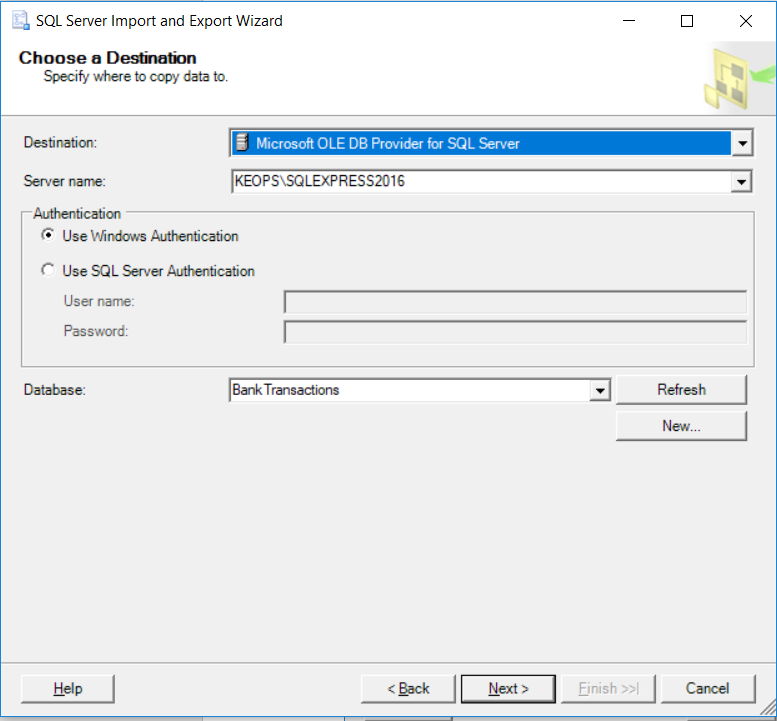 SQL Server Import and Export Wizard
Choose a Destination
Specify where to copy data to.
Destination:
Microsoft OLE DB Provider for SQL Server
Server name:
KEOPS\SQLEXPRESS2016
Authentication
Use Windows Authentication
Use SQL Server Authentication
User name:
Password:
Database:
BankTransactions
Refresh
New...
Help
< Back
Next >
Finish >>|
Cancel